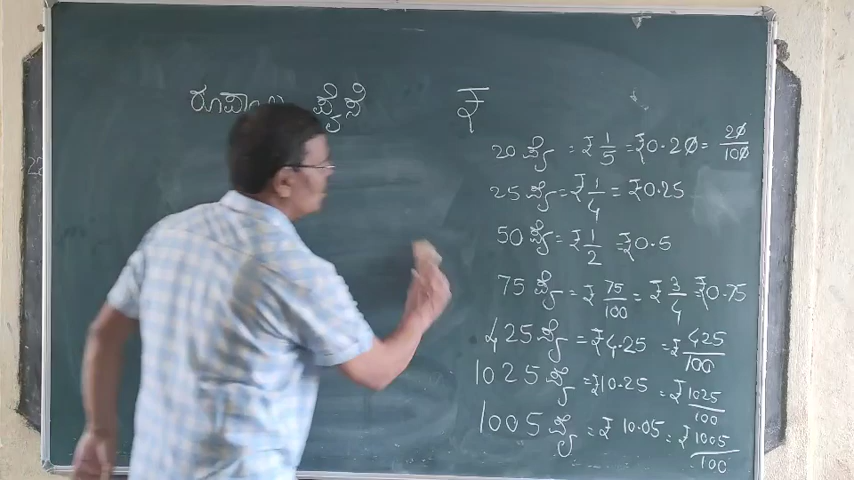 ಪೈಸೆ
₹
20 ಪೈ = ₹ 1/5 = ₹0.20 = 20/100
25 ಪೈ = ₹ 1/4 = ₹0.25
50 ಪೈ = ₹ 1/2 = ₹0.5
75 ಪೈ = ₹ 75/100 = ₹ 3/4 = ₹0.75
425 ಪೈ = ₹4.25 = ₹ 425/100
1025 ಪೈ = ₹10.25 = ₹ 1025/100
1005 ಪೈ = ₹ 10.05 = ₹ 1005/100